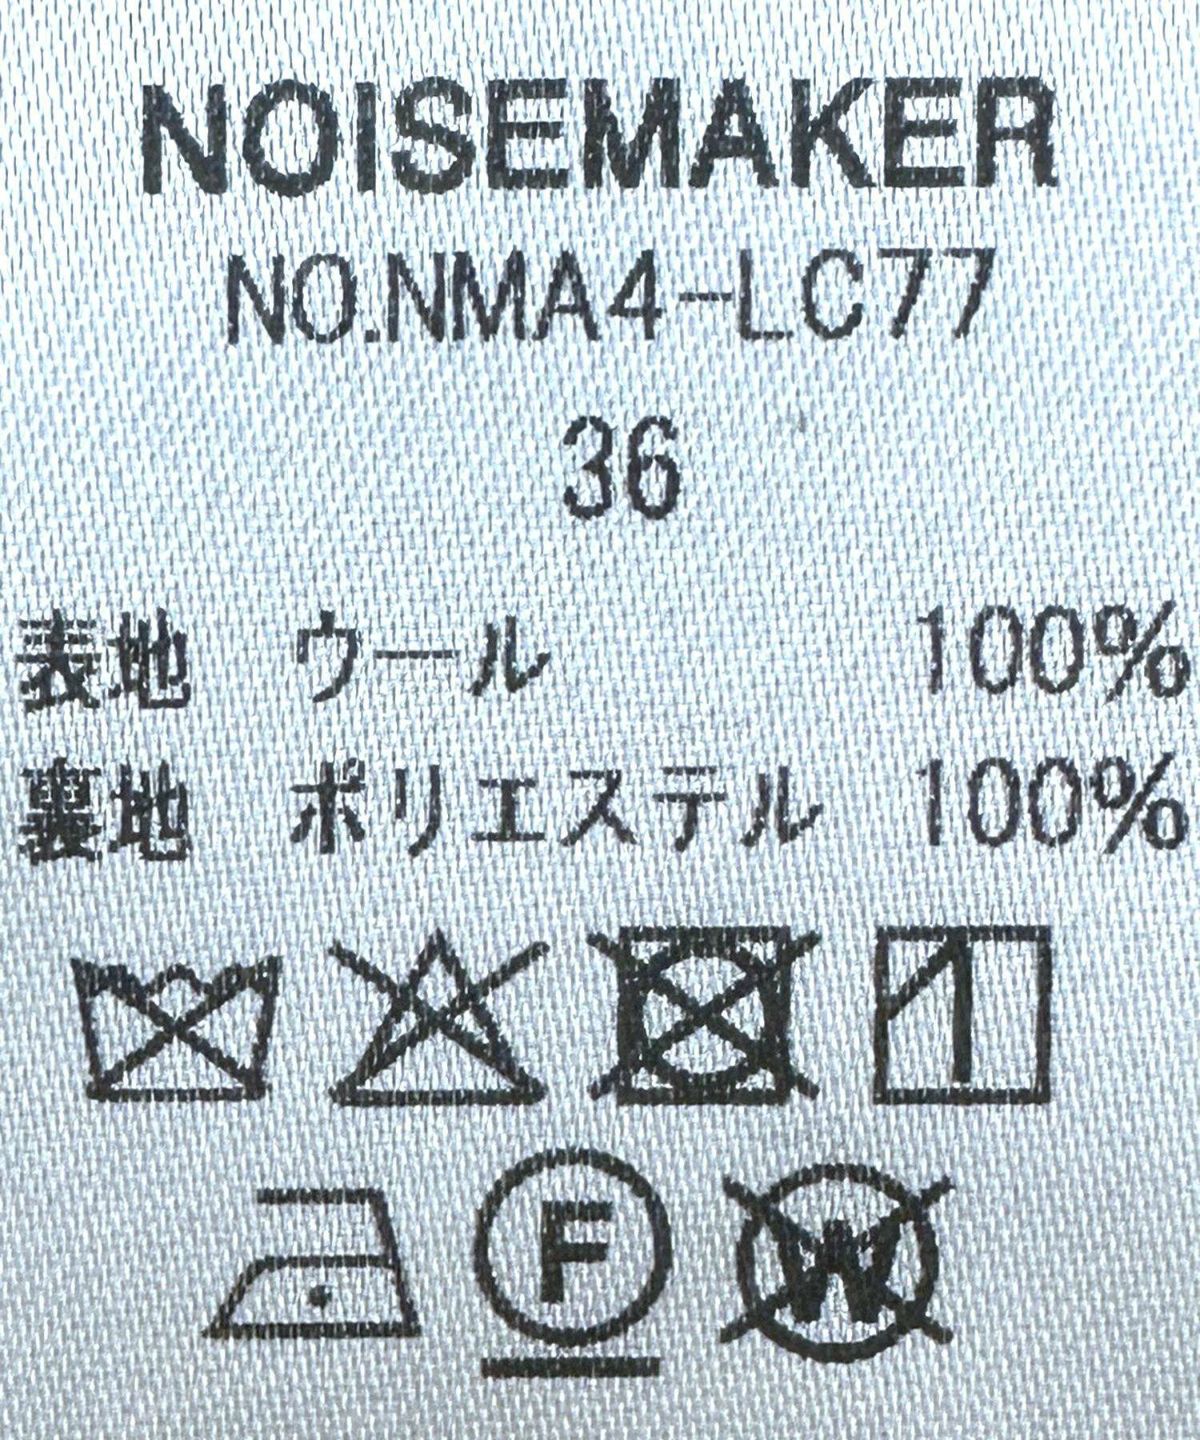 NOISEMAKER
NO.NMA4-LC77
36
表地 ウール 100%
裏地 ポリエステル 100%
F
W